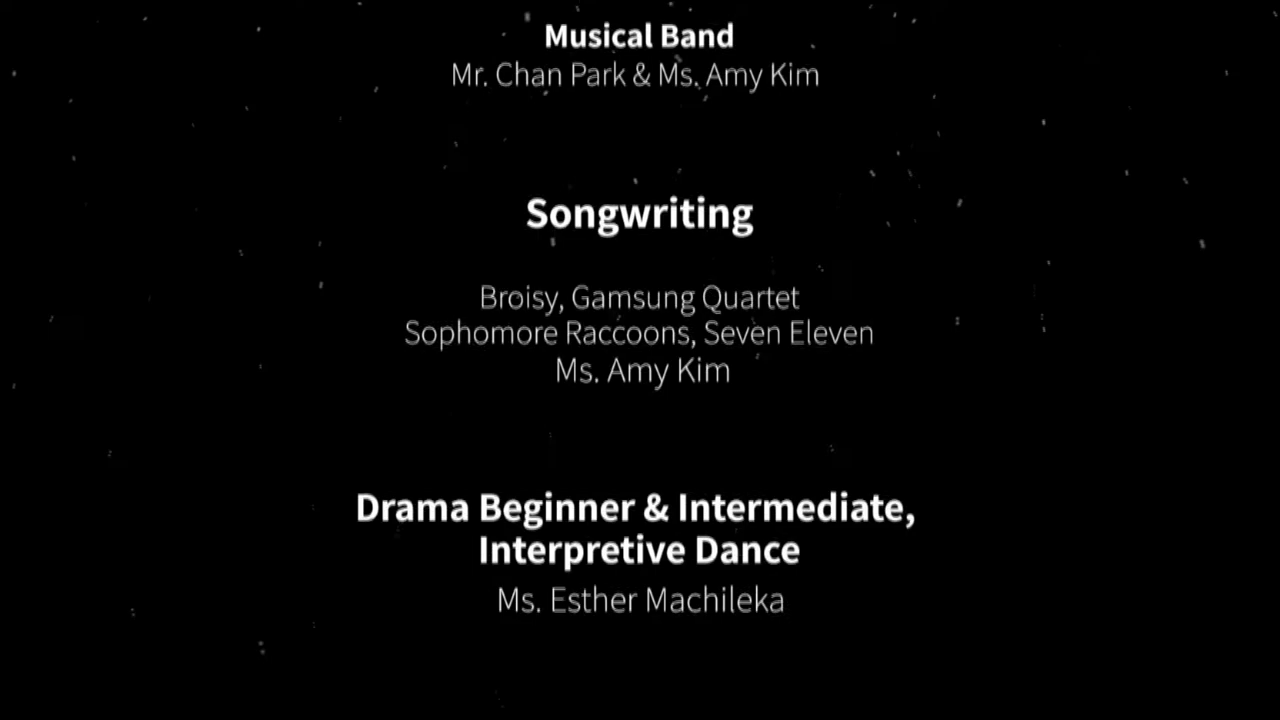 Musical Band
Mr. Chan Park & Ms. Amy Kim
Songwriting
Broisy, Gamsung Quartet
Sophomore Raccoons, Seven Eleven
Ms. Amy Kim
Drama Beginner & Intermediate,
Interpretive Dance
Ms. Esther Machileka